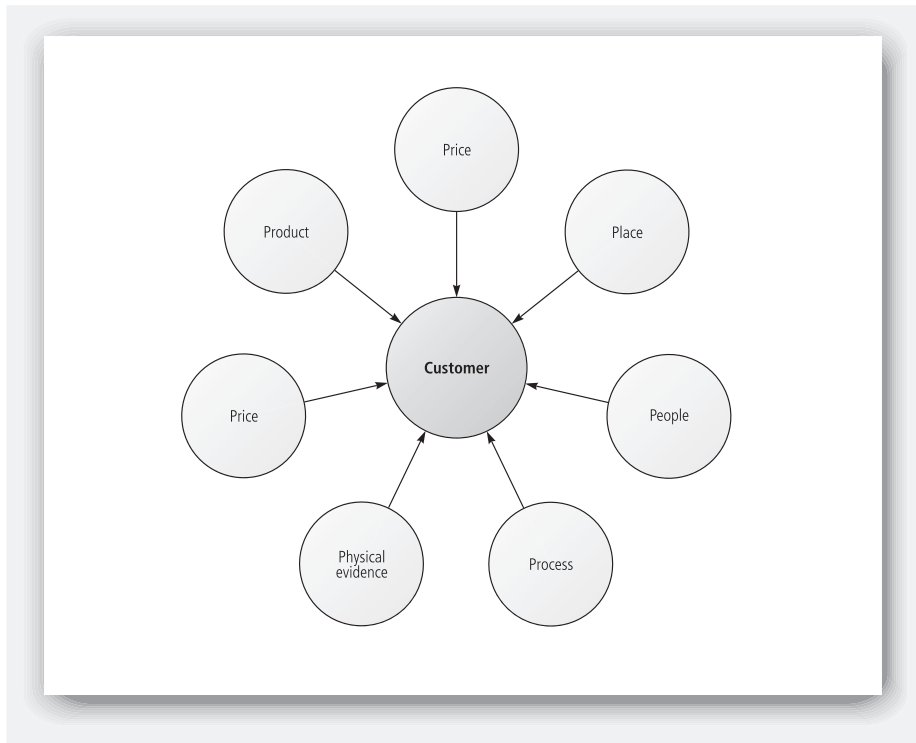 Price
Product
Place
Customer
Price
People
Physical
evidence
Process